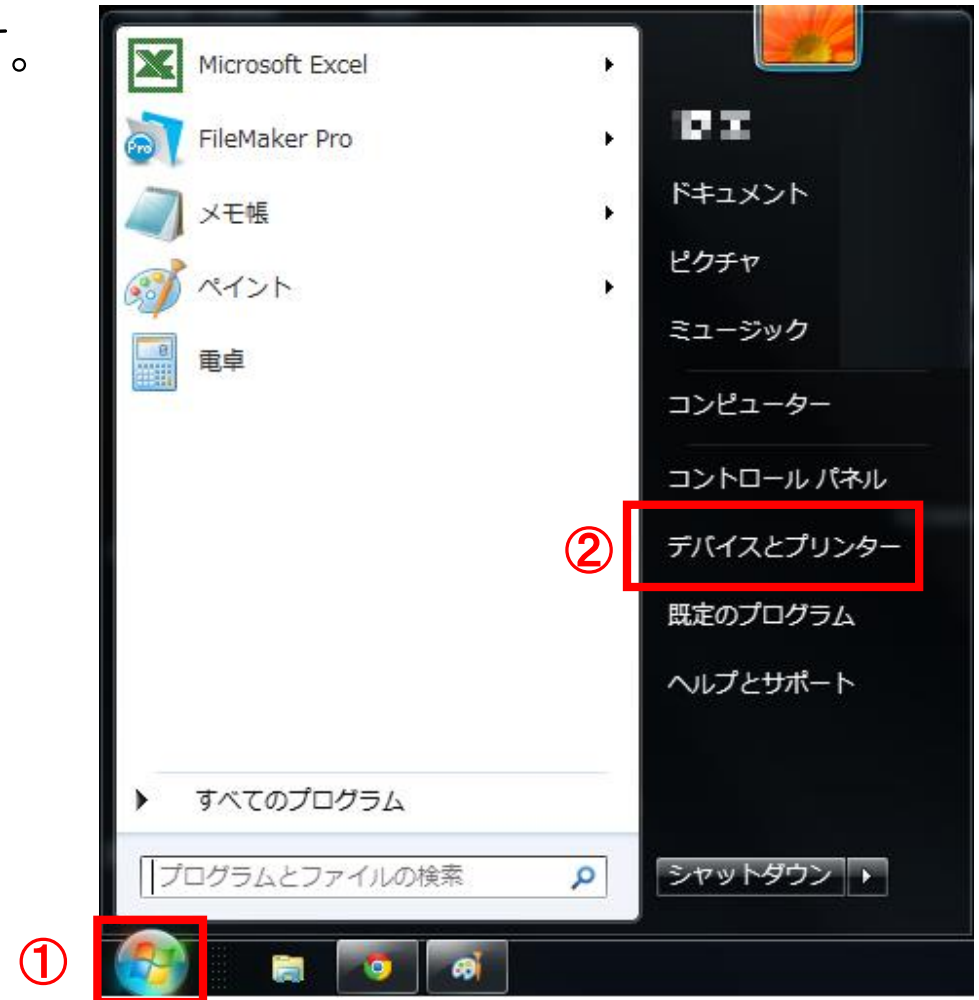 。
Microsoft Excel
FileMaker Pro
メモ帳
ペイント
電卓
すべてのプログラム
プログラムとファイルの検索
ドキュメント
ピクチャ
ミュージック
コンピューター
コントロール パネル
② デバイスとプリンター
既定のプログラム
ヘルプとサポート
シャットダウン
①